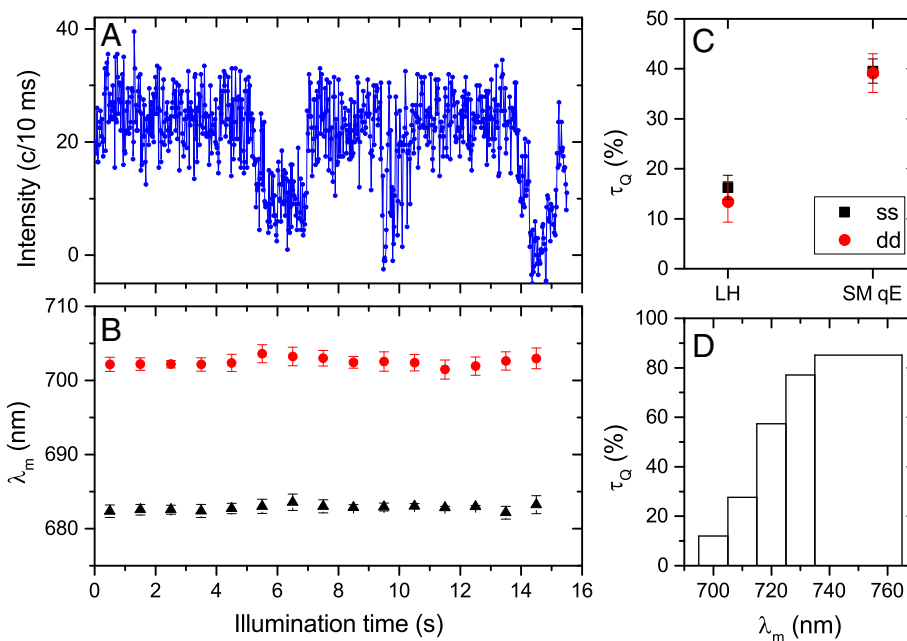 A
Intensity (c/10 ms)
40
20
0
B
λm (nm)
710
700
690
680
0 2 4 6 8 10 12 14 16
Illumination time (s)
C
τQ (%)
50
40
30
20
10
0
ss
dd
LH SM qE
D
τQ (%)
100
80
60
40
20
0
700 720 740 760
λm (nm)